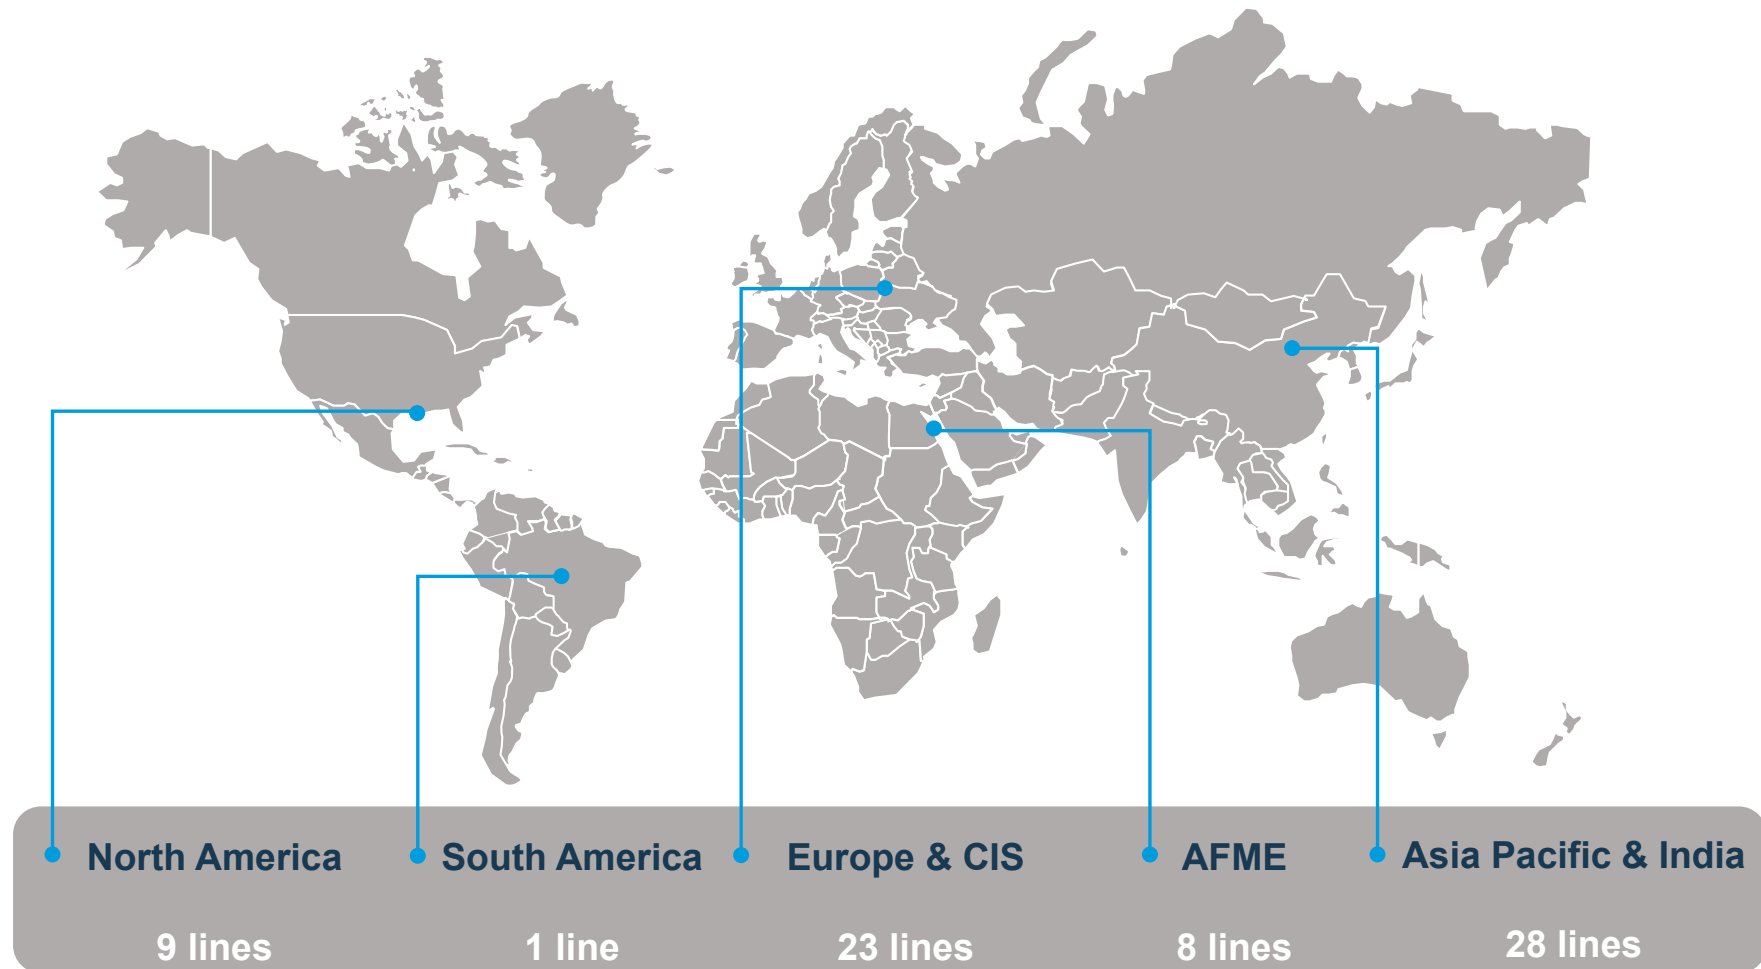 North America
South America
Europe & CIS
AFME
Asia Pacific & India
9 lines
1 line
23 lines
8 lines
28 lines